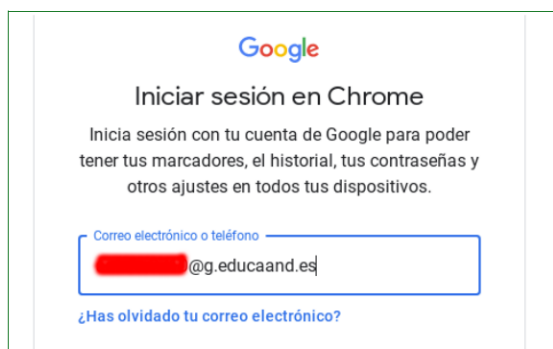 Google
Iniciar sesión en Chrome
Inicia sesión con tu cuenta de Google para poder
tener tus marcadores, el historial, tus contraseñas y
otros ajustes en todos tus dispositivos.
Correo electrónico o teléfono
@g.educaand.es
¿Has olvidado tu correo electrónico?